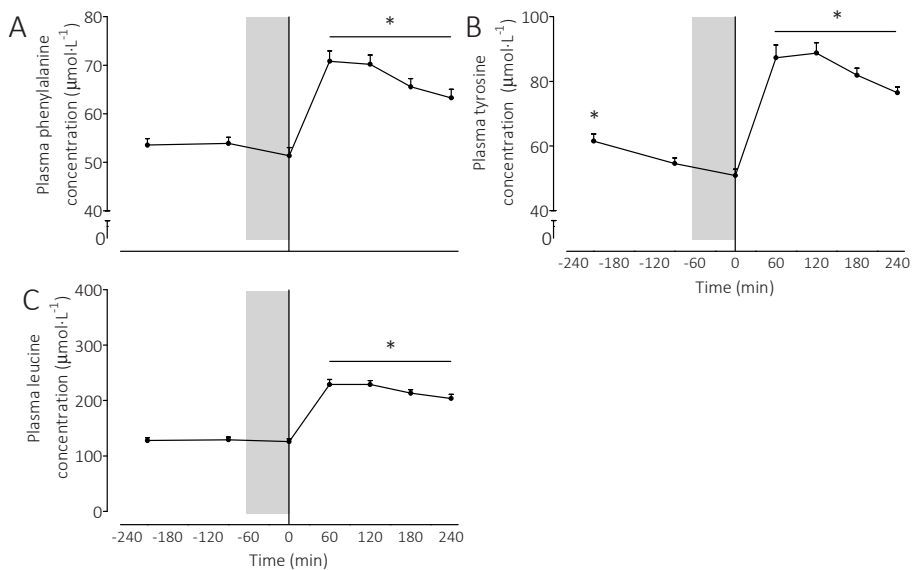 A
Plasma phenylalanine
concentration (μmol·L⁻¹)
80
70
60
50
40
0
*
B
Plasma tyrosine
concentration (μmol·L⁻¹)
100
80
60
40
0
*
*
-240 -180 -120 -60 0 60 120 180 240
Time (min)
C
Plasma leucine
concentration (μmol·L⁻¹)
400
300
200
100
0
*
-240 -180 -120 -60 0 60 120 180 240
Time (min)